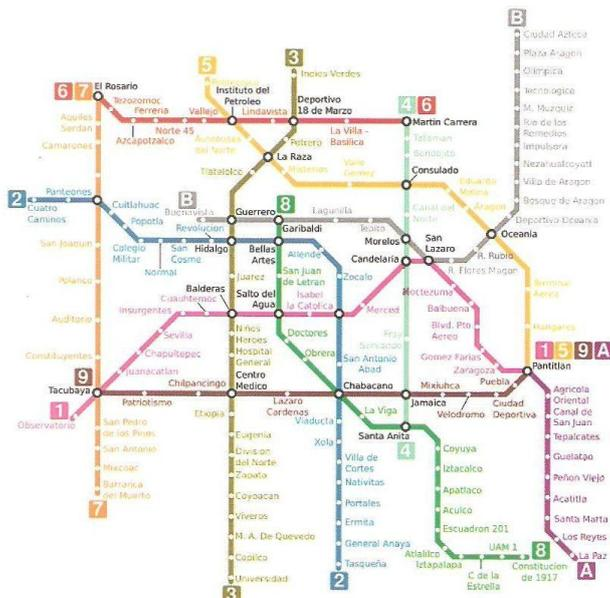 B
Ciudad Azteca
Plaza Aragon
Olimpica
Tecnologico
M. Muzquiz
Rio de los
Remedios
Impulsora
Nezahualcoyotl
Villa de Aragon
Bosque de Aragon
Deportivo Oceania
Oceania
R. Rubio
R. Flores Magon
San
Lazaro
Morelos
Tepito
Lagunilla
Garibaldi
Guerrero
Buenavista
B
3
Indios Verdes
Deportivo
18 de Marzo
Potrero
La Raza
Tlatelolco
Hidalgo
Juarez
Balderas
Niños
Heroes
Hospital
General
Centro
Medico
Etiopia
Eugenia
Division
del Norte
Zapata
Coyoacan
Viveros
M. A. De Quevedo
Copilco
Universidad
3
5
Politecnico
Instituto del
Petroleo
Autobuses
del Norte
Misterios
Valle
Gomez
Consulado
Eduardo
Molina
Aragon
Terminal
Aerea
Hangares
Pantitlan
1 5 9 A
6 7
El Rosario
Tezozomoc
Azcapotzalco
Ferreria
Norte 45
Vallejo
Lindavista
La Villa -
Basilica
Martin Carrera
4 6
Talisman
Bondojito
Canal del
Norte
Candelaria
Fray
Servando
Jamaica
Santa Anita
4
Aquiles
Serdan
Camarones
San Joaquin
Polanco
Auditorio
Constituyentes
Tacubaya
San Pedro
de los Pinos
San Antonio
Mixcoac
Barranca
del Muerto
7
2
Cuatro
Caminos
Panteones
Cuitlahuac
Popotla
Colegio
Militar
Normal
San
Cosme
Revolucion
Bellas
Artes
Allende
Zocalo
San Antonio
Abad
Chabacano
Viaducto
Xola
Villa de
Cortes
Nativitas
Portales
Ermita
General Anaya
Tasqueña
2
8
San Juan
de Letran
Salto del
Agua
Doctores
Obrera
La Viga
Coyuya
Iztacalco
Apatlaco
Aculco
Escuadron 201
Atlalilco
Iztapalapa
C de la
Estrella
UAM 1
Constitucion
de 1917
8
1
Observatorio
Juanacatlan
Chapultepec
Sevilla
Insurgentes
Cuauhtemoc
Isabel
la Catolica
Merced
Moctezuma
Balbuena
Blvd. Pto
Aereo
Gomez Farias
Zaragoza
9
Patriotismo
Chilpancingo
Lazaro
Cardenas
Mixiuhca
Velodromo
Ciudad
Deportiva
Puebla
Agricola
Oriental
Canal de
San Juan
Tepalcates
Guelatao
Peñon Viejo
Acatitla
Santa Marta
Los Reyes
La Paz
A